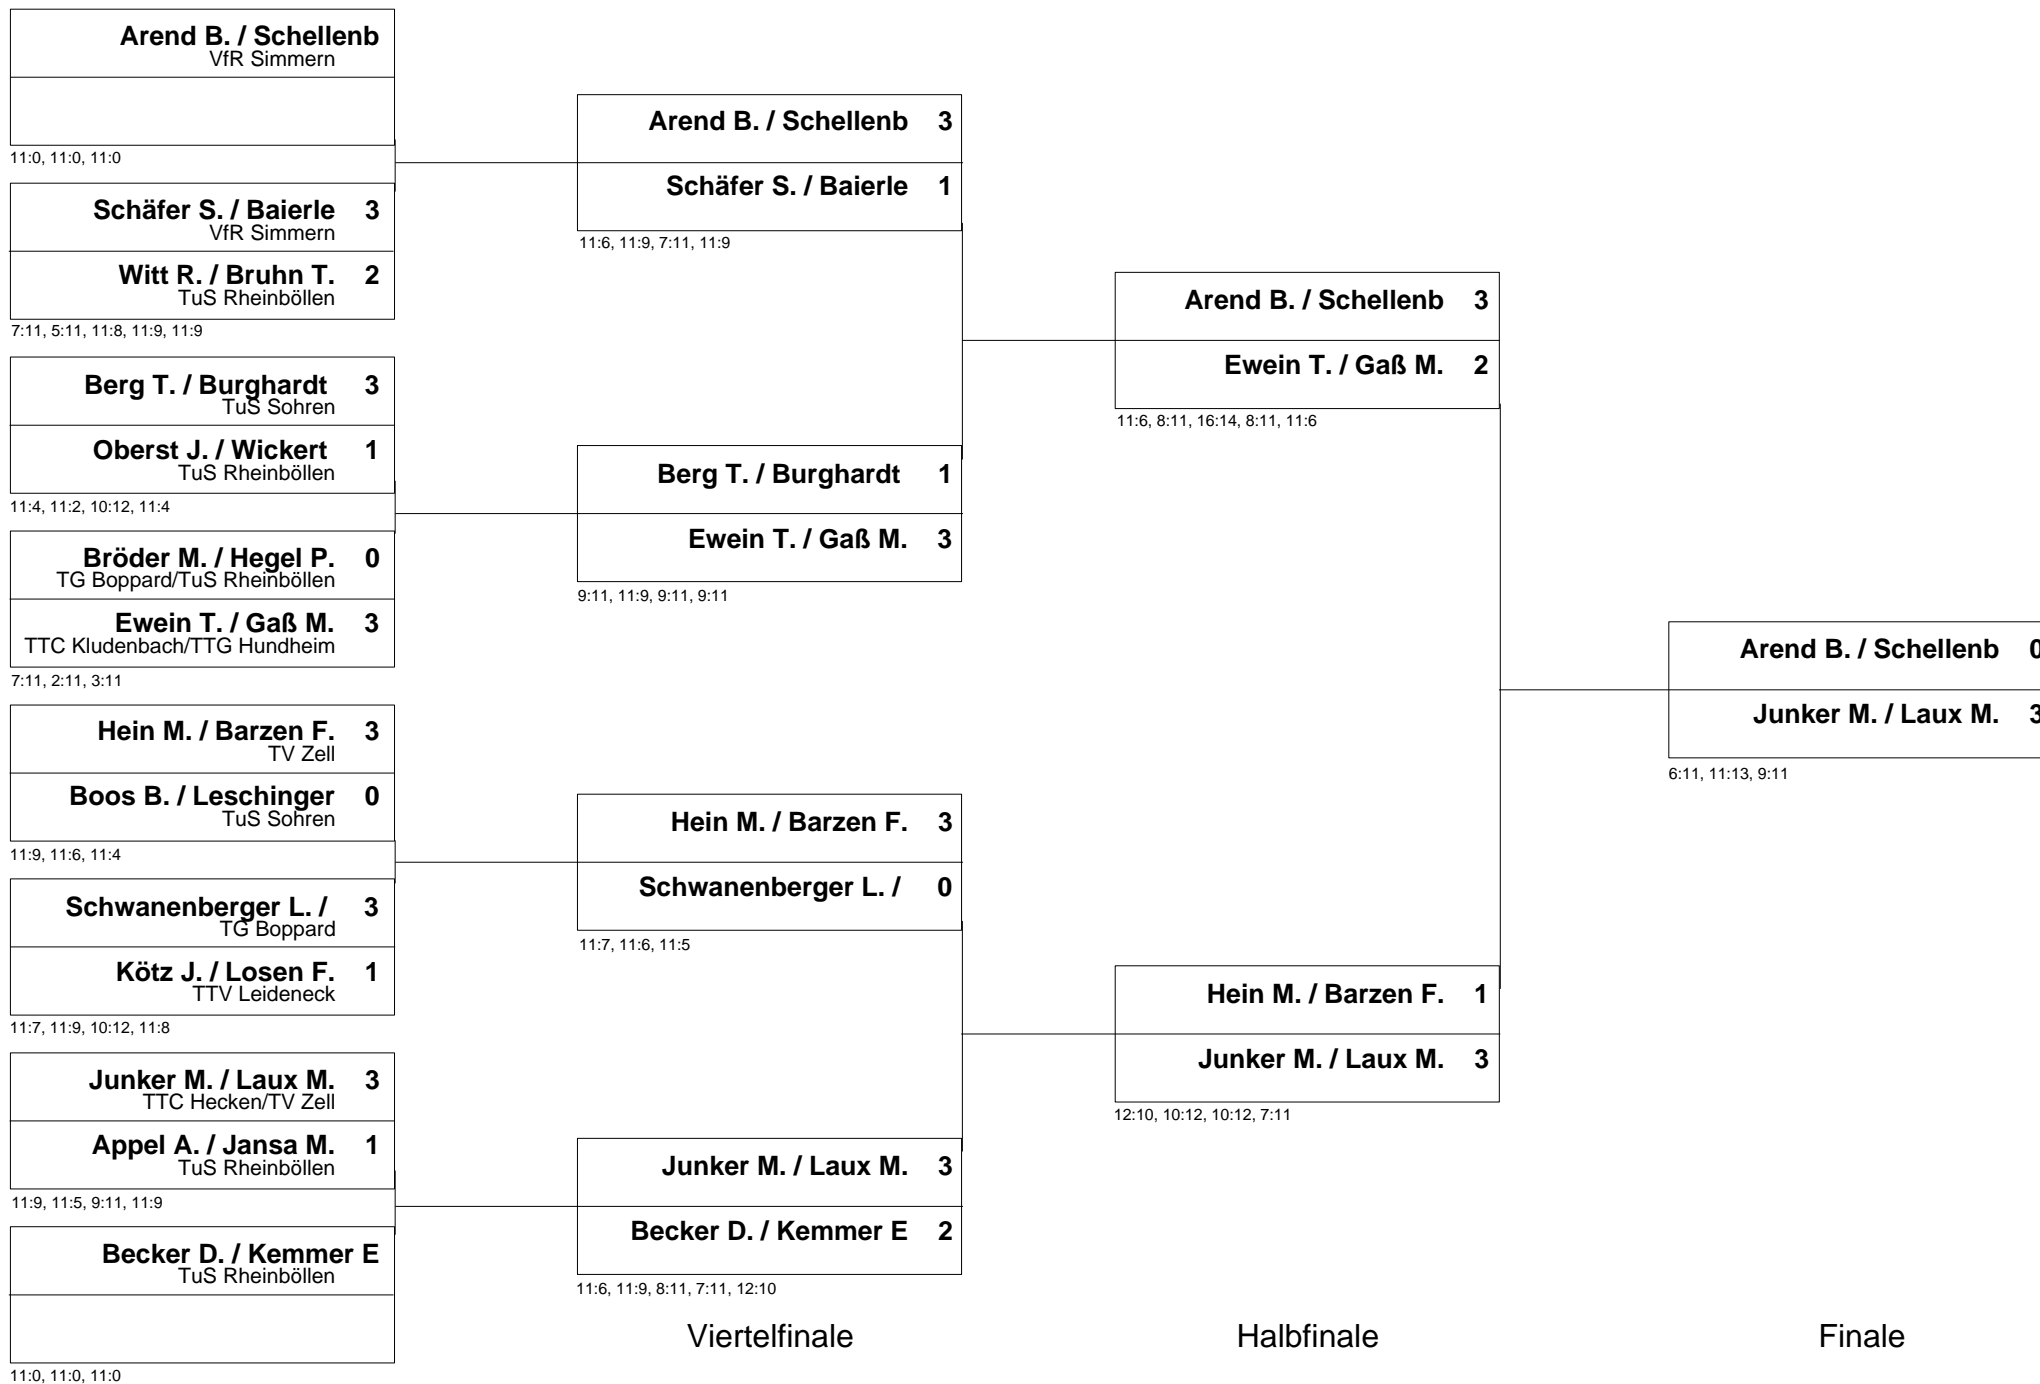 Arend B. / Schellenb
VfR Simmern
11:0, 11:0, 11:0
Schäfer S. / Baierle 3
VfR Simmern
Witt R. / Bruhn T. 2
TuS Rheinböllen
7:11, 5:11, 11:8, 11:9, 11:9
Berg T. / Burghardt 3
TuS Sohren
Oberst J. / Wickert 1
TuS Rheinböllen
11:4, 11:2, 10:12, 11:4
Bröder M. / Hegel P. 0
TG Boppard/TuS Rheinböllen
Ewein T. / Gaß M. 3
TTC Kludenbach/TTG Hundheim
7:11, 2:11, 3:11
Hein M. / Barzen F. 3
TV Zell
Boos B. / Leschinger 0
TuS Sohren
11:9, 11:6, 11:4
Schwanenberger L. / 3
TG Boppard
Kötz J. / Losen F. 1
TTV Leideneck
11:7, 11:9, 10:12, 11:8
Junker M. / Laux M. 3
TTC Hecken/TV Zell
Appel A. / Jansa M. 1
TuS Rheinböllen
11:9, 11:5, 9:11, 11:9
Becker D. / Kemmer E
TuS Rheinböllen
11:0, 11:0, 11:0
Arend B. / Schellenb 3
Schäfer S. / Baierle 1
11:6, 11:9, 7:11, 11:9
Berg T. / Burghardt 1
Ewein T. / Gaß M. 3
9:11, 11:9, 9:11, 9:11
Hein M. / Barzen F. 3
Schwanenberger L. / 0
11:7, 11:6, 11:5
Junker M. / Laux M. 3
Becker D. / Kemmer E 2
11:6, 11:9, 8:11, 7:11, 12:10
Viertelfinale
Arend B. / Schellenb 3
Ewein T. / Gaß M. 2
11:6, 8:11, 16:14, 8:11, 11:6
Hein M. / Barzen F. 1
Junker M. / Laux M. 3
12:10, 10:12, 10:12, 7:11
Halbfinale
Arend B. / Schellenb 0
Junker M. / Laux M. 3
6:11, 11:13, 9:11
Finale